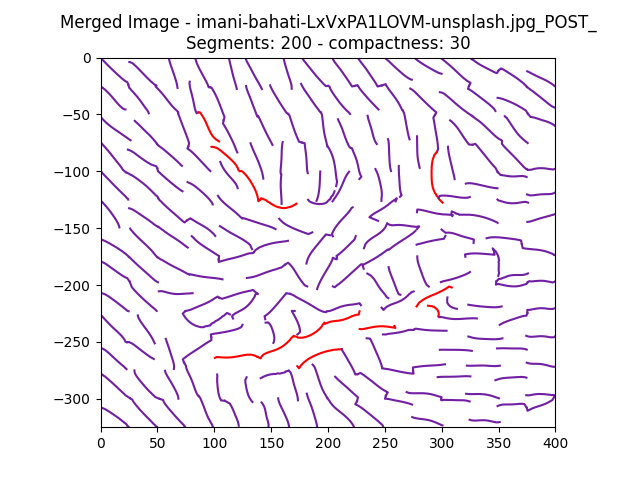 Merged Image - imani-bahati-LxVxPA1LOVM-unsplash.jpg_POST_
Segments: 200 - compactness: 30
0
−50
−100
−150
−200
−250
−300
0 50 100 150 200 250 300 350 400